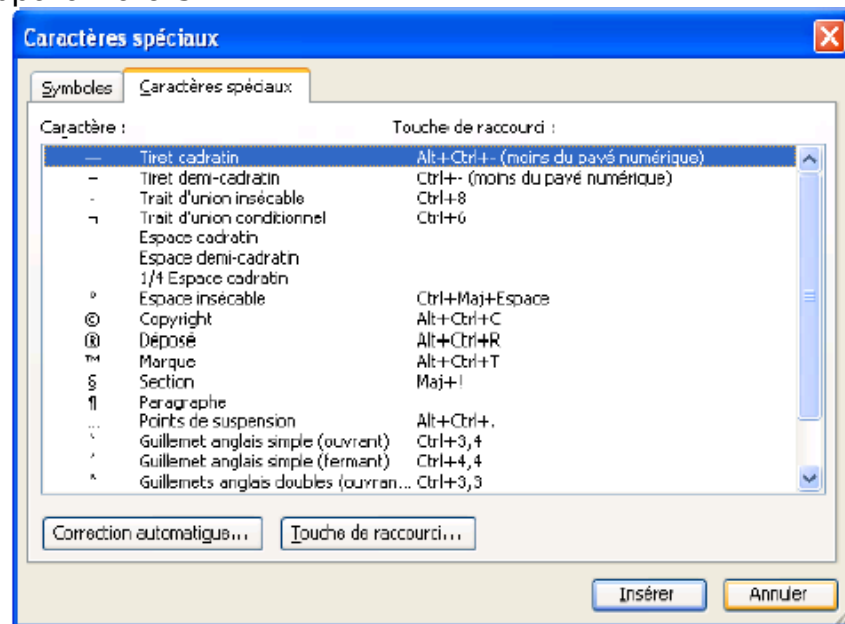 Caractères spéciaux
Symboles Caractères spéciaux
Caractère : Touche de raccourci :
— Tiret cadratin Alt+Ctrl+- (moins du pavé numérique)
– Tiret demi-cadratin Ctrl+- (moins du pavé numérique)
- Trait d'union insécable Ctrl+8
¬ Trait d'union conditionnel Ctrl+6
Espace cadratin
Espace demi-cadratin
1/4 Espace cadratin
° Espace insécable Ctrl+Maj+Espace
© Copyright Alt+Ctrl+C
® Déposé Alt+Ctrl+R
™ Marque Alt+Ctrl+T
§ Section Maj+!
¶ Paragraphe
... Points de suspension Alt+Ctrl+.
‘ Guillemet anglais simple (ouvrant) Ctrl+3,4
’ Guillemet anglais simple (fermant) Ctrl+4,4
“ Guillemets anglais doubles (ouvran... Ctrl+3,3
Correction automatique... Touche de raccourci...
Insérer Annuler